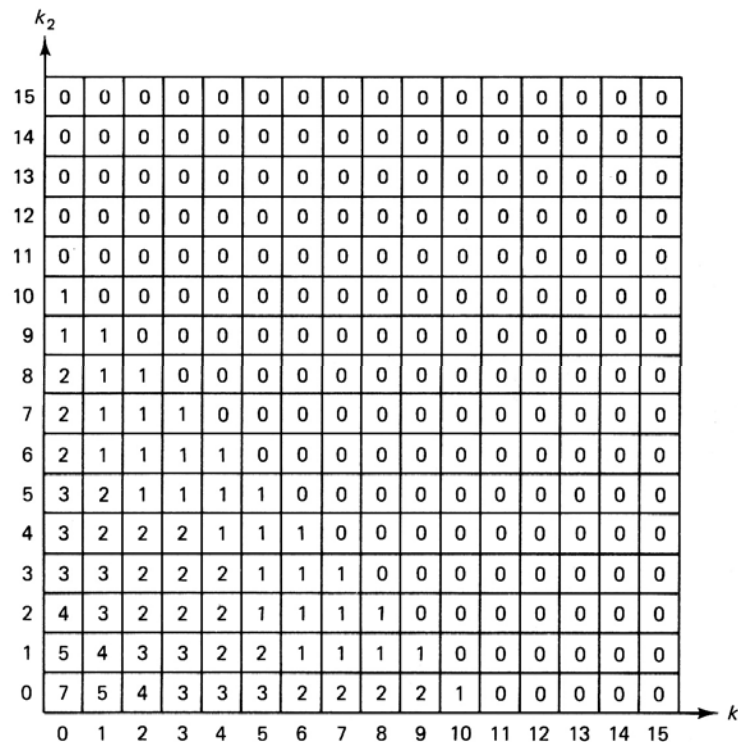 k2
15 0 0 0 0 0 0 0 0 0 0 0 0 0 0 0 0
14 0 0 0 0 0 0 0 0 0 0 0 0 0 0 0 0
13 0 0 0 0 0 0 0 0 0 0 0 0 0 0 0 0
12 0 0 0 0 0 0 0 0 0 0 0 0 0 0 0 0
11 0 0 0 0 0 0 0 0 0 0 0 0 0 0 0 0
10 1 0 0 0 0 0 0 0 0 0 0 0 0 0 0 0
9 1 1 0 0 0 0 0 0 0 0 0 0 0 0 0 0
8 2 1 1 0 0 0 0 0 0 0 0 0 0 0 0 0
7 2 1 1 1 0 0 0 0 0 0 0 0 0 0 0 0
6 2 1 1 1 1 0 0 0 0 0 0 0 0 0 0 0
5 3 2 1 1 1 1 0 0 0 0 0 0 0 0 0 0
4 3 2 2 2 1 1 1 0 0 0 0 0 0 0 0 0
3 3 3 2 2 2 1 1 1 0 0 0 0 0 0 0 0
2 4 3 2 2 2 1 1 1 1 0 0 0 0 0 0 0
1 5 4 3 3 2 2 1 1 1 1 0 0 0 0 0 0
0 7 5 4 3 3 3 2 2 2 2 1 0 0 0 0 0 k
0 1 2 3 4 5 6 7 8 9 10 11 12 13 14 15